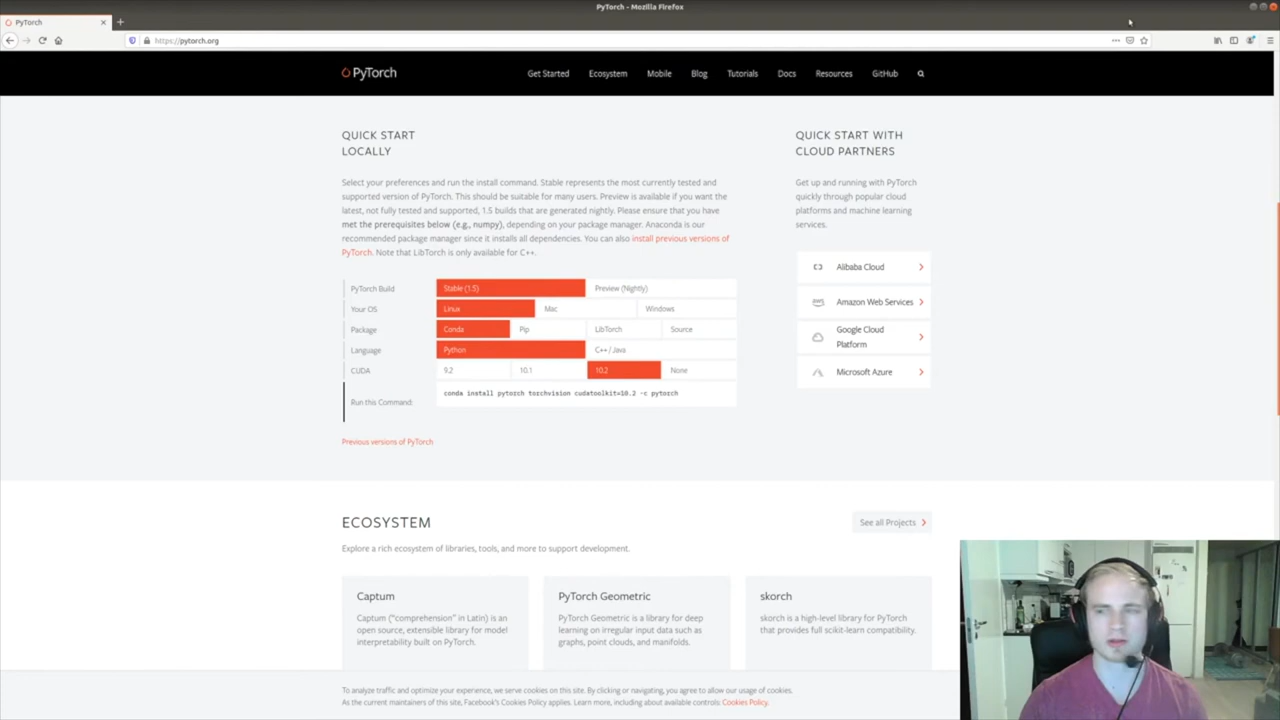 PyTorch - Mozilla Firefox
PyTorch
https://pytorch.org
PyTorch
Get Started
Ecosystem
Mobile
Blog
Tutorials
Docs
Resources
GitHub
QUICK START
LOCALLY
Select your preferences and run the install command. Stable represents the most currently tested and
supported version of PyTorch. This should be suitable for many users. Preview is available if you want the
latest, not fully tested and supported, 1.5 builds that are generated nightly. Please ensure that you have
met the prerequisites below (e.g., numpy), depending on your package manager. Anaconda is our
recommended package manager since it installs all dependencies. You can also install previous versions of
PyTorch. Note that LibTorch is only available for C++.
PyTorch Build
Stable (1.5)
Preview (Nightly)
Your OS
Linux
Mac
Windows
Package
Conda
Pip
LibTorch
Source
Language
Python
C++ / Java
CUDA
9.2
10.1
10.2
None
Run this Command:
conda install pytorch torchvision cudatoolkit=10.2 -c pytorch
Previous versions of PyTorch
QUICK START WITH
CLOUD PARTNERS
Get up and running with PyTorch
quickly through popular cloud
platforms and machine learning
services.
Alibaba Cloud
Amazon Web Services
Google Cloud
Platform
Microsoft Azure
ECOSYSTEM
See all Projects
Explore a rich ecosystem of libraries, tools, and more to support development.
Captum
Captum (“comprehension” in Latin) is an
open source, extensible library for model
interpretability built on PyTorch.
PyTorch Geometric
PyTorch Geometric is a library for deep
learning on irregular input data such as
graphs, point clouds, and manifolds.
skorch
skorch is a high-level library for PyTorch
that provides full scikit-learn compatibility.
To analyze traffic and optimize your experience, we serve cookies on this site. By clicking or navigating, you agree to allow our usage of cookies.
As the current maintainers of this site, Facebook’s Cookies Policy applies. Learn more, including about available controls: Cookies Policy.